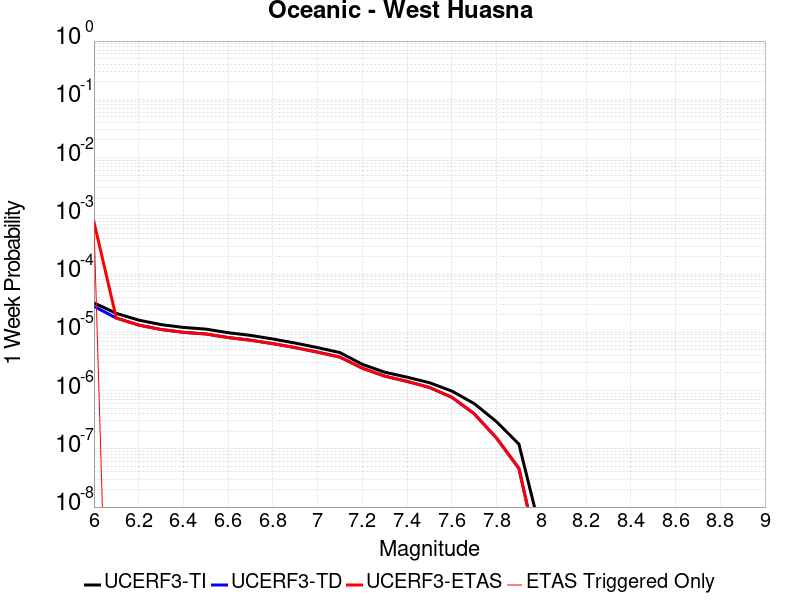 Oceanic - West Huasna
10^0
10^-1
10^-2
10^-3
10^-4
10^-5
10^-6
10^-7
10^-8
1 Week Probability
6 6.2 6.4 6.6 6.8 7 7.2 7.4 7.6 7.8 8 8.2 8.4 8.6 8.8 9
Magnitude
UCERF3-TI UCERF3-TD UCERF3-ETAS ETAS Triggered Only